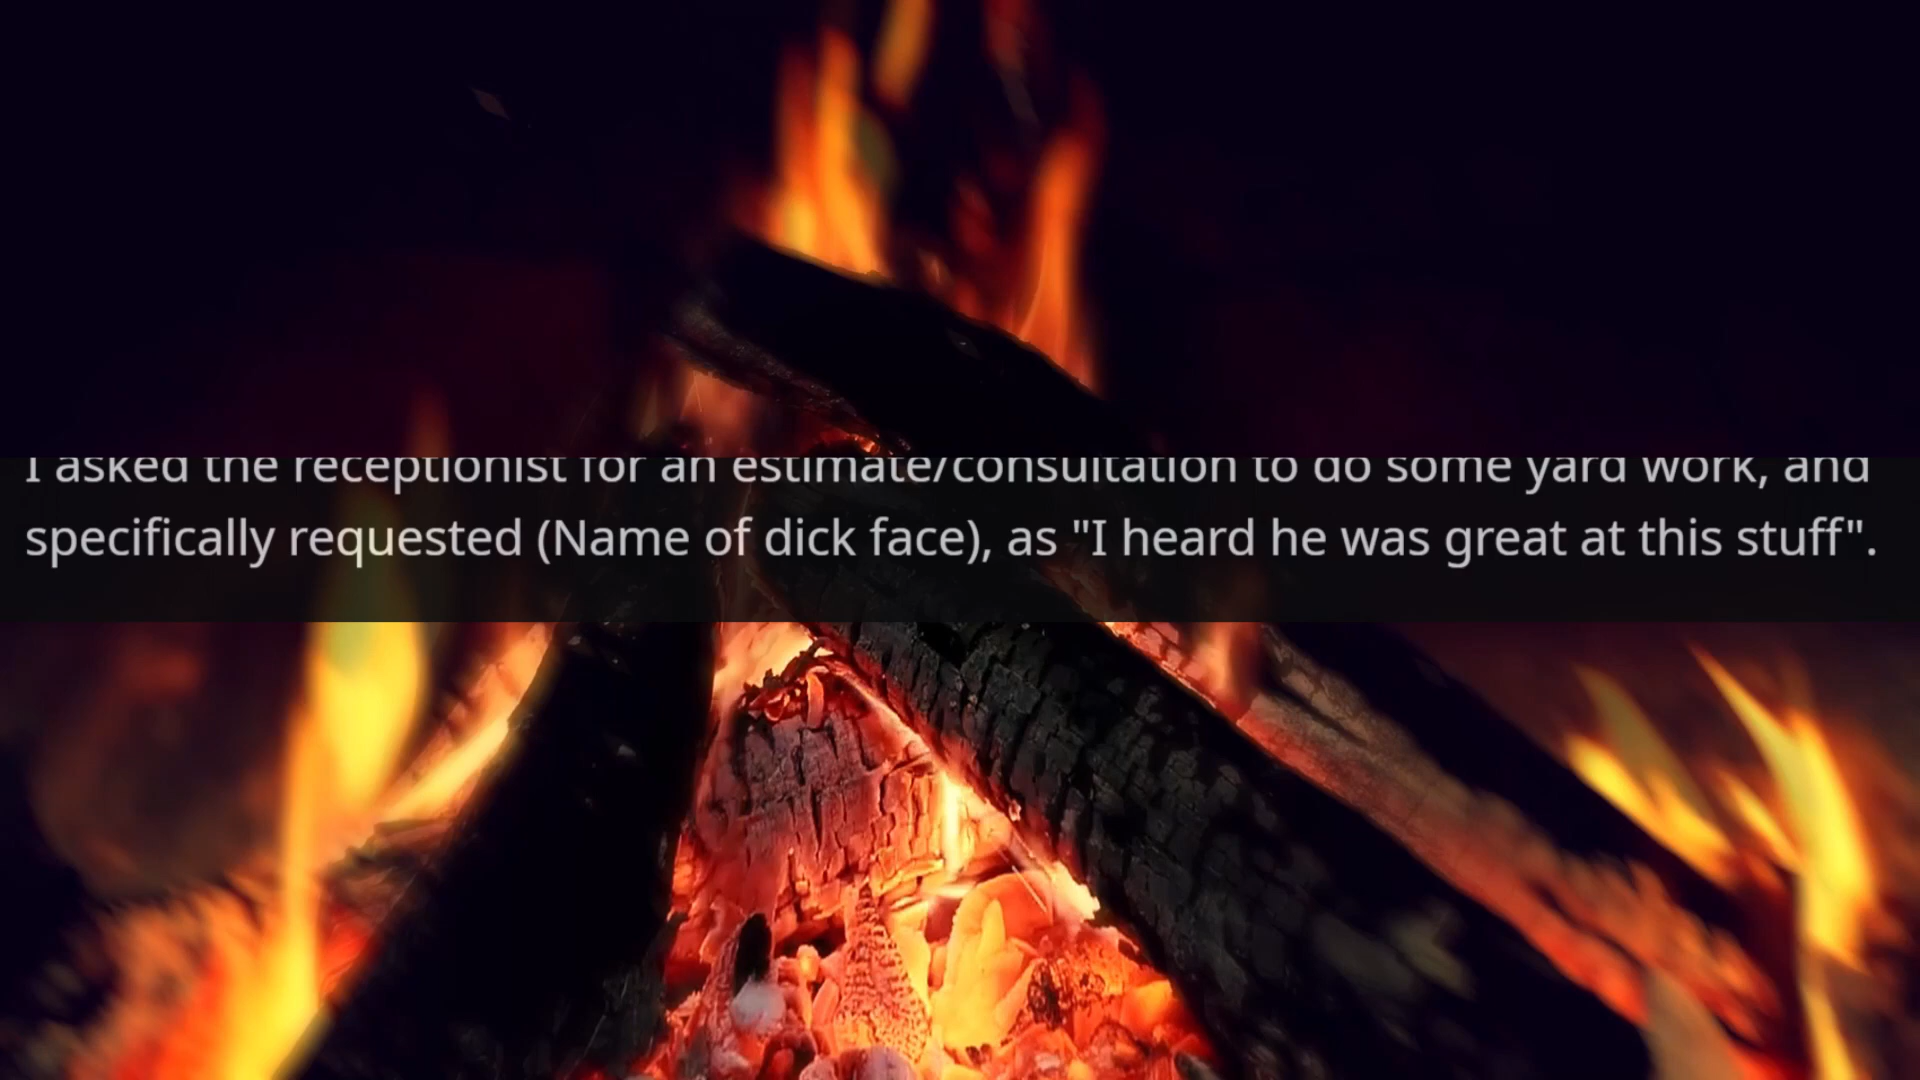 I asked the receptionist for an estimate/consultation to do some yard work, and
specifically requested (Name of dick face), as "I heard he was great at this stuff".